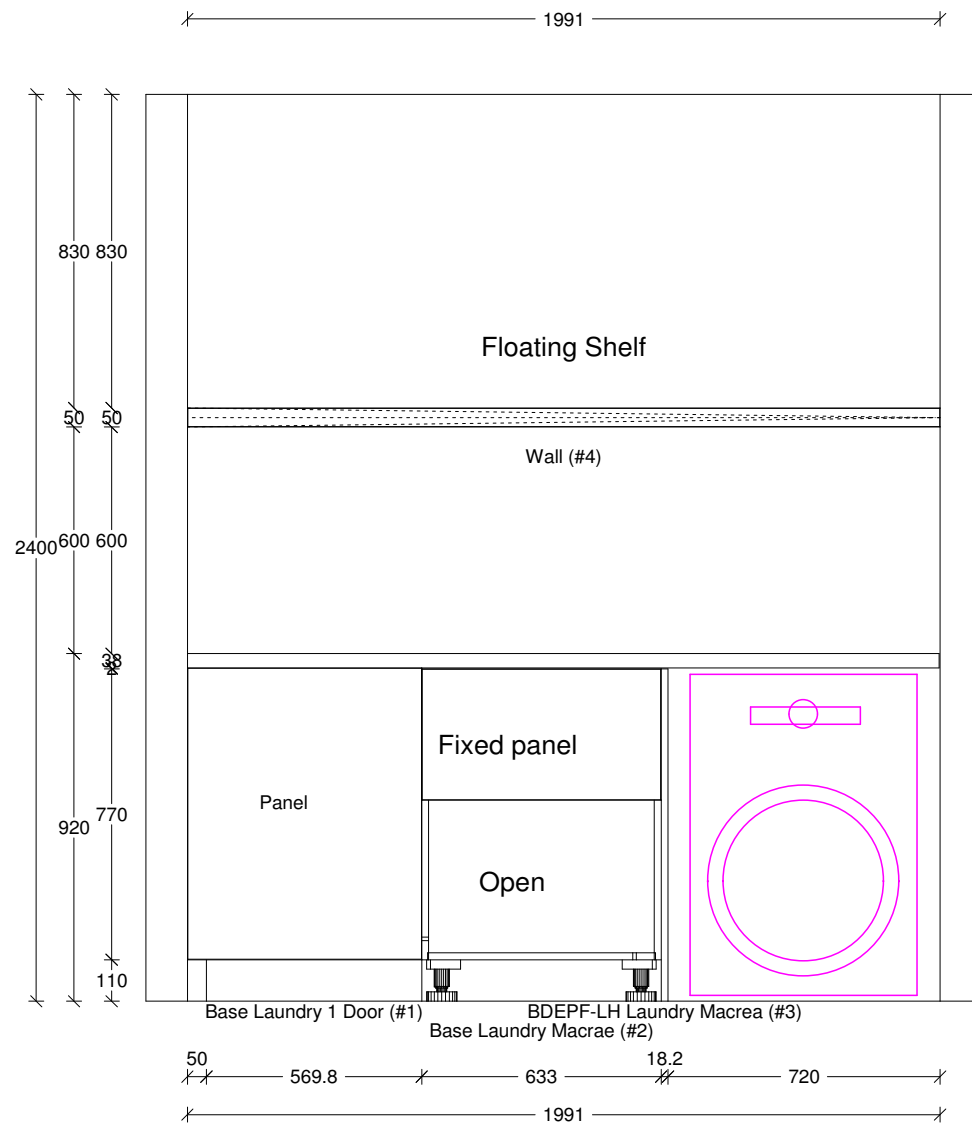 1991
830 830
Floating Shelf
50 50
Wall (#4)
2400 600 600
38
2
Fixed panel
Panel
770
920
Open
110
Base Laundry 1 Door (#1) BDEPF-LH Laundry Macrea (#3)
Base Laundry Macrae (#2)
50 18.2
569.8 633 720
1991